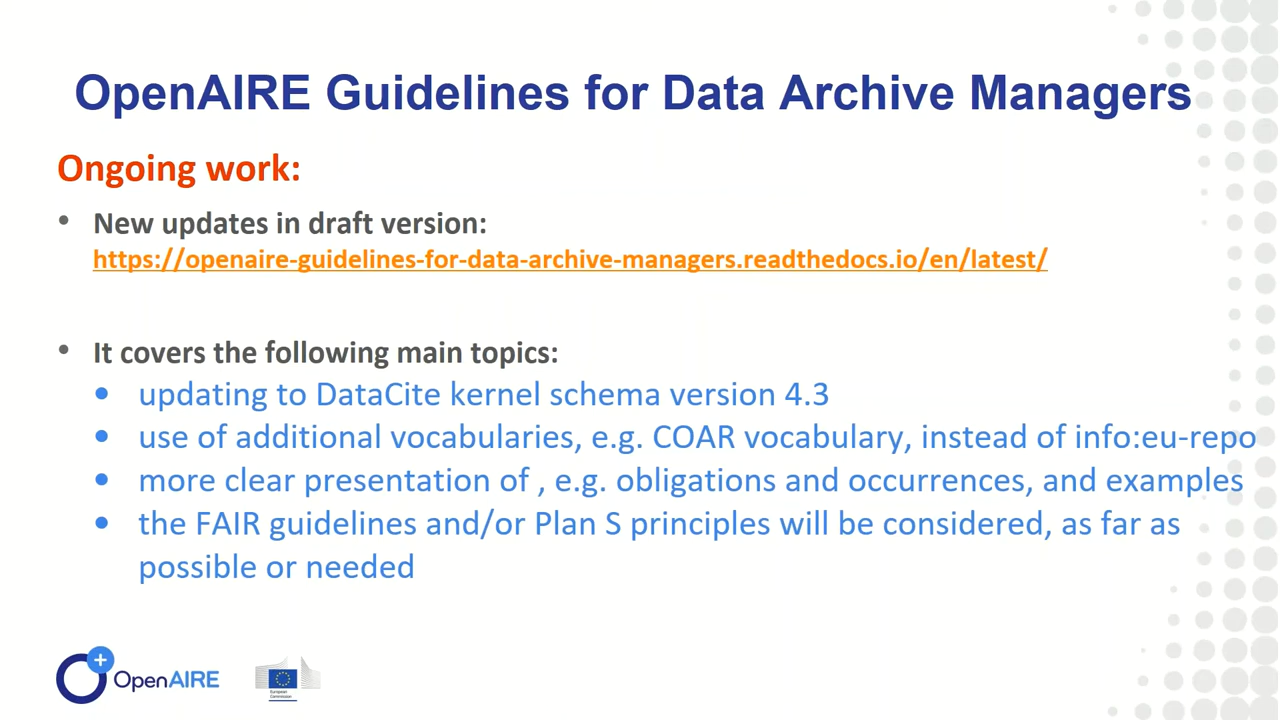 OpenAIRE Guidelines for Data Archive Managers
Ongoing work:
• New updates in draft version:
https://openaire-guidelines-for-data-archive-managers.readthedocs.io/en/latest/
• It covers the following main topics:
• updating to DataCite kernel schema version 4.3
• use of additional vocabularies, e.g. COAR vocabulary, instead of info:eu-repo
• more clear presentation of , e.g. obligations and occurrences, and examples
• the FAIR guidelines and/or Plan S principles will be considered, as far as
possible or needed
OpenAIRE
European
Commission